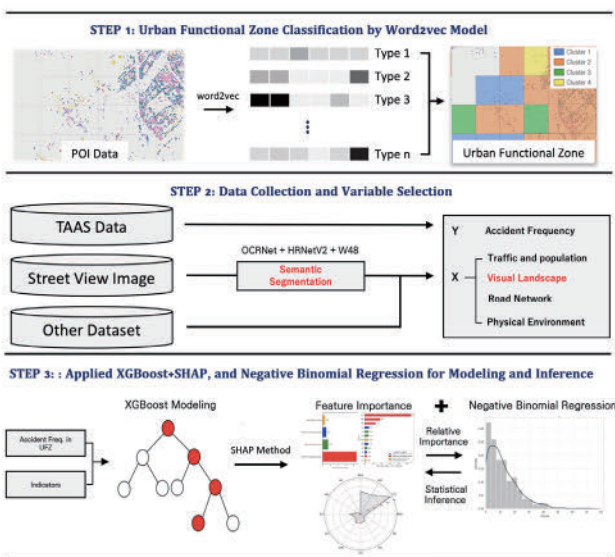 STEP 1: Urban Functional Zone Classification by Word2vec Model
POI Data
word2vec
Type 1
Type 2
Type 3
Type n
Cluster 1
Cluster 2
Cluster 3
Cluster 4
Urban Functional Zone
STEP 2: Data Collection and Variable Selection
TAAS Data
Street View Image
Other Dataset
OCRNet + HRNetV2 + W48
Semantic
Segmentation
Y Accident Frequency
X
Traffic and population
Visual Landscape
Road Network
Physical Environment
STEP 3: : Applied XGBoost+SHAP, and Negative Binomial Regression for Modeling and Inference
Accident Freq. in
UFZ
Indicators
XGBoost Modeling
SHAP Method
Feature Importance
+
Negative Binomial Regression
Relative
Importance
Statistical
Inference